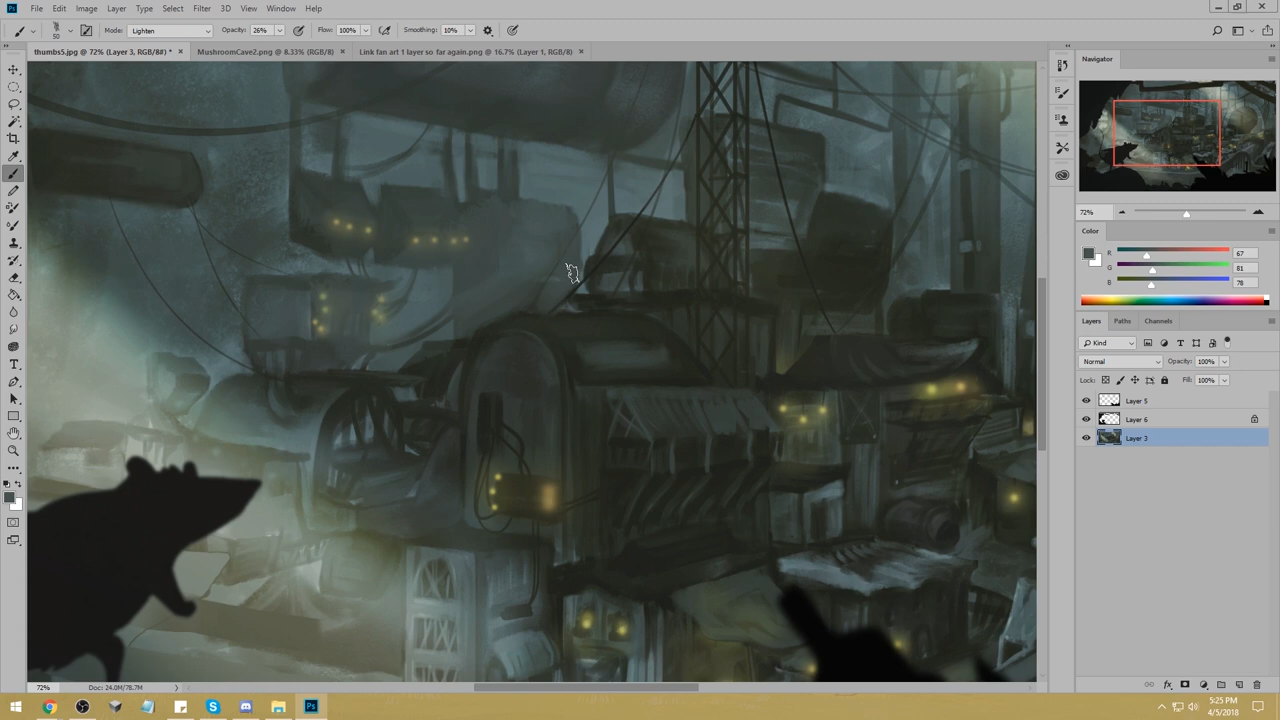 File Edit Image Layer Type Select Filter 3D View Window Help
50 Mode: Lighten Opacity: 26% Flow: 100% Smoothing: 10%
thumbs5.jpg @ 72% (Layer 3, RGB/8#) * × MushroomCave2.png @ 8.33% (RGB/8) × Link fan art 1 layer so far again.png @ 16.7% (Layer 1, RGB/8) ×
Navigator
72%
Color
R 67
G 81
B 78
Layers Paths Channels
Kind
Normal Opacity: 100%
Lock: Fill: 100%
Layer 5
Layer 6
Layer 3
72% Doc: 24.0M/78.7M
5:25 PM
4/5/2018